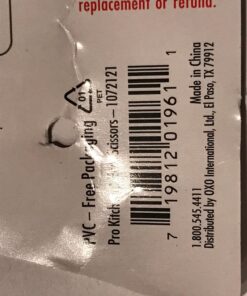 replacement or refund.
PVC – Free Packaging
01
PET
Pro Kitch Scissors – 1072121
7 19812 01961 1
1.800.545.4411 Made in China
Distributed by OXO International, Ltd., El Paso, TX 79912